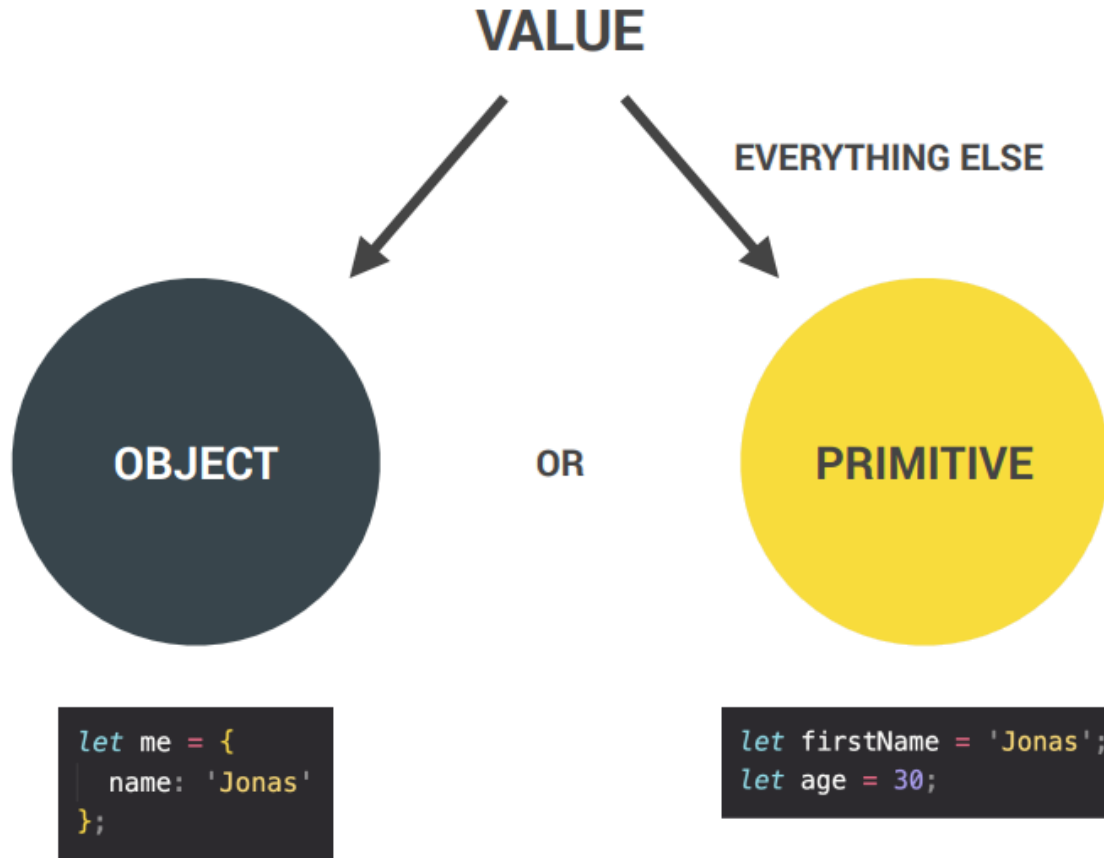 VALUE
EVERYTHING ELSE
OBJECT
OR
PRIMITIVE
let me = {
  name: 'Jonas'
};
let firstName = 'Jonas';
let age = 30;